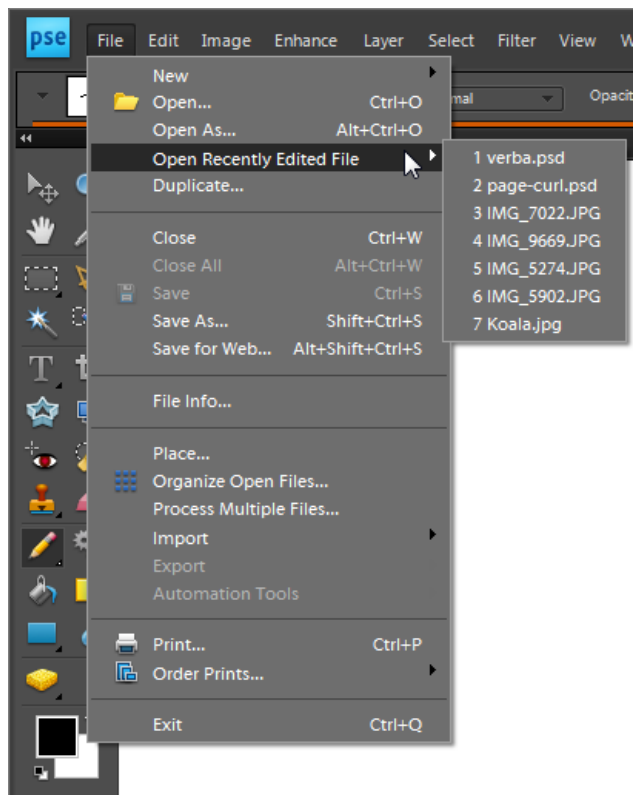 pse File Edit Image Enhance Layer Select Filter View
New
Open... Ctrl+O
Open As... Alt+Ctrl+O
Open Recently Edited File
Duplicate...
Close Ctrl+W
Close All Alt+Ctrl+W
Save Ctrl+S
Save As... Shift+Ctrl+S
Save for Web... Alt+Shift+Ctrl+S
File Info...
Place...
Organize Open Files...
Process Multiple Files...
Import
Export
Automation Tools
Print... Ctrl+P
Order Prints...
Exit Ctrl+Q
1 verba.psd
2 page-curl.psd
3 IMG_7022.JPG
4 IMG_9669.JPG
5 IMG_5274.JPG
6 IMG_5902.JPG
7 Koala.jpg